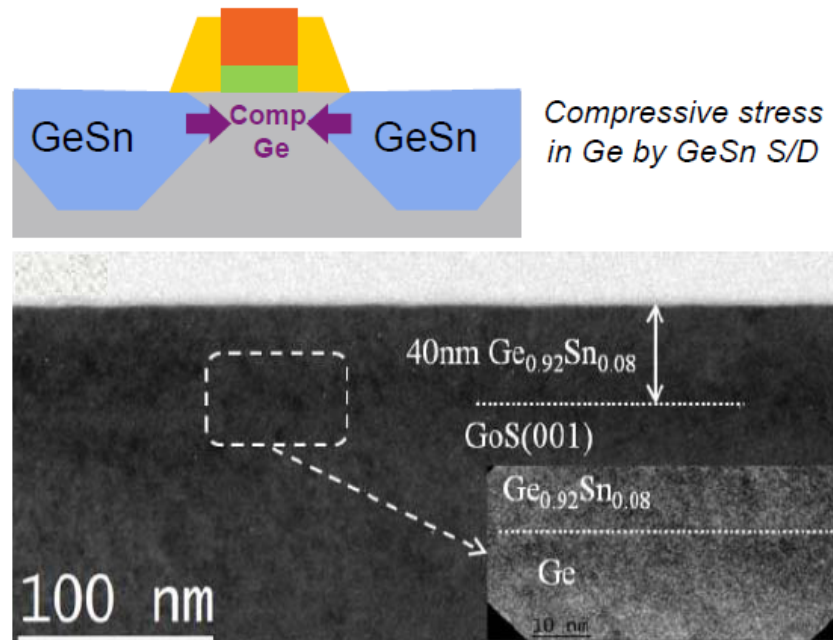 Comp
Ge
GeSn
GeSn
Compressive stress
in Ge by GeSn S/D
40nm Ge₀.₉₂Sn₀.₀₈
GoS(001)
Ge₀.₉₂Sn₀.₀₈
Ge
100 nm
10 nm